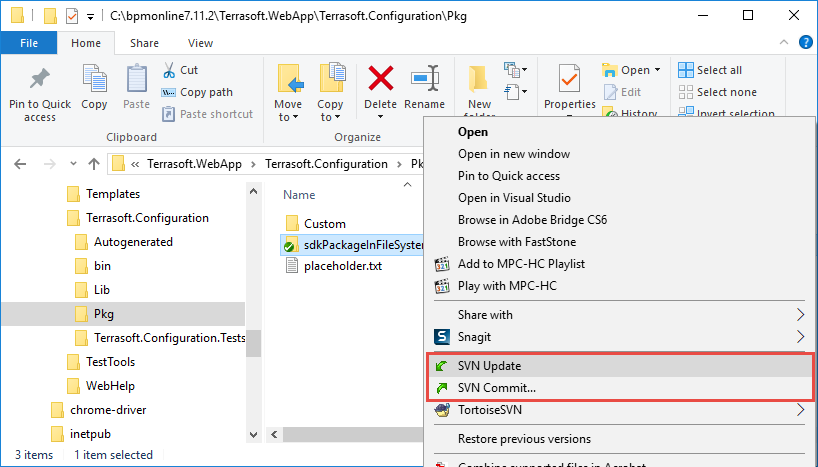 C:\bpmonline7.11.2\Terrasoft.WebApp\Terrasoft.Configuration\Pkg
File Home Share View
Pin to Quick access
Copy
Paste
Cut
Copy path
Paste shortcut
Clipboard
Move to
Copy to
Delete
Rename
Organize
New
Properties
Open
Edit
History
Select all
Select none
Invert selection
« Terrasoft.WebApp > Terrasoft.Configuration >
Templates
Terrasoft.Configuration
Autogenerated
bin
Lib
Pkg
Terrasoft.Configuration.Tests
TestTools
WebHelp
chrome-driver
inetpub
Name
Custom
sdkPackageInFileSystem
placeholder.txt
3 items 1 item selected
Open
Open in new window
Pin to Quick access
Open in Visual Studio
Browse in Adobe Bridge CS6
Browse with FastStone
Add to MPC-HC Playlist
Play with MPC-HC
Share with
Snagit
SVN Update
SVN Commit...
TortoiseSVN
Restore previous versions
Combine supported files in Acrobat